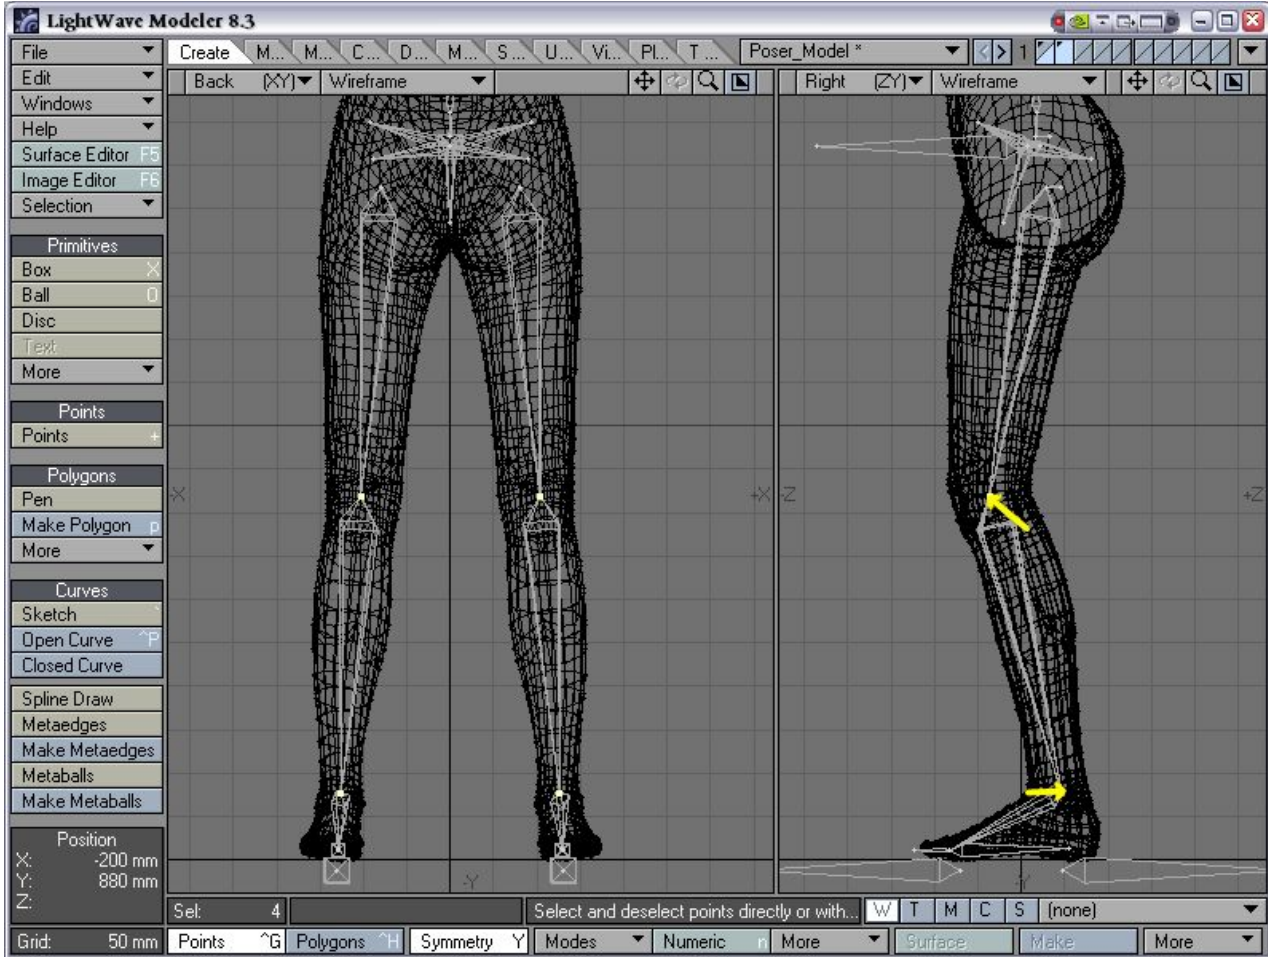 LightWave Modeler 8.3
File
Edit
Windows
Help
Surface Editor F5
Image Editor F6
Selection
Primitives
Box X
Ball O
Disc
Text
More
Points
Points +
Polygons
Pen
Make Polygon p
More
Curves
Sketch `
Open Curve ^P
Closed Curve
Spline Draw
Metaedges
Make Metaedges
Metaballs
Make Metaballs
Position
X: -200 mm
Y: 880 mm
Z:
Grid: 50 mm
Create M... M... C... D... M... S... U... Vi... Pl... T... Poser_Model * 1
Back (XY) Wireframe
Right (ZY) Wireframe
-X +X
-Z +Z
-Y
-Y
Sel: 4 Select and deselect points directly or with... W T M C S (none)
Points ^G Polygons ^H Symmetry Y Modes Numeric n More Surface Make More